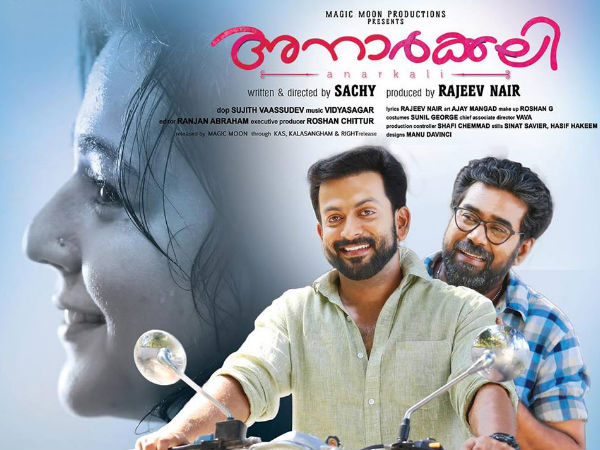 MAGIC MOON PRODUCTIONS
PRESENTS
അനാർക്കലി
anarkali
written & directed by SACHY produced by RAJEEV NAIR
dop SUJITH VAASSUDEV music VIDYASAGAR
editor RANJAN ABRAHAM executive producer ROSHAN CHITTUR
released by MAGIC MOON through KAS, KALASANGHAM & RIGHTrelease
lyrics RAJEEV NAIR art AJAY MANGAD make up ROSHAN G
costumes SUNIL GEORGE chief associate director VAVA
production controller SHAFI CHEMMAD stills SINAT SAVIER, HASIF HAKEEM
designs MANU DAVINCI